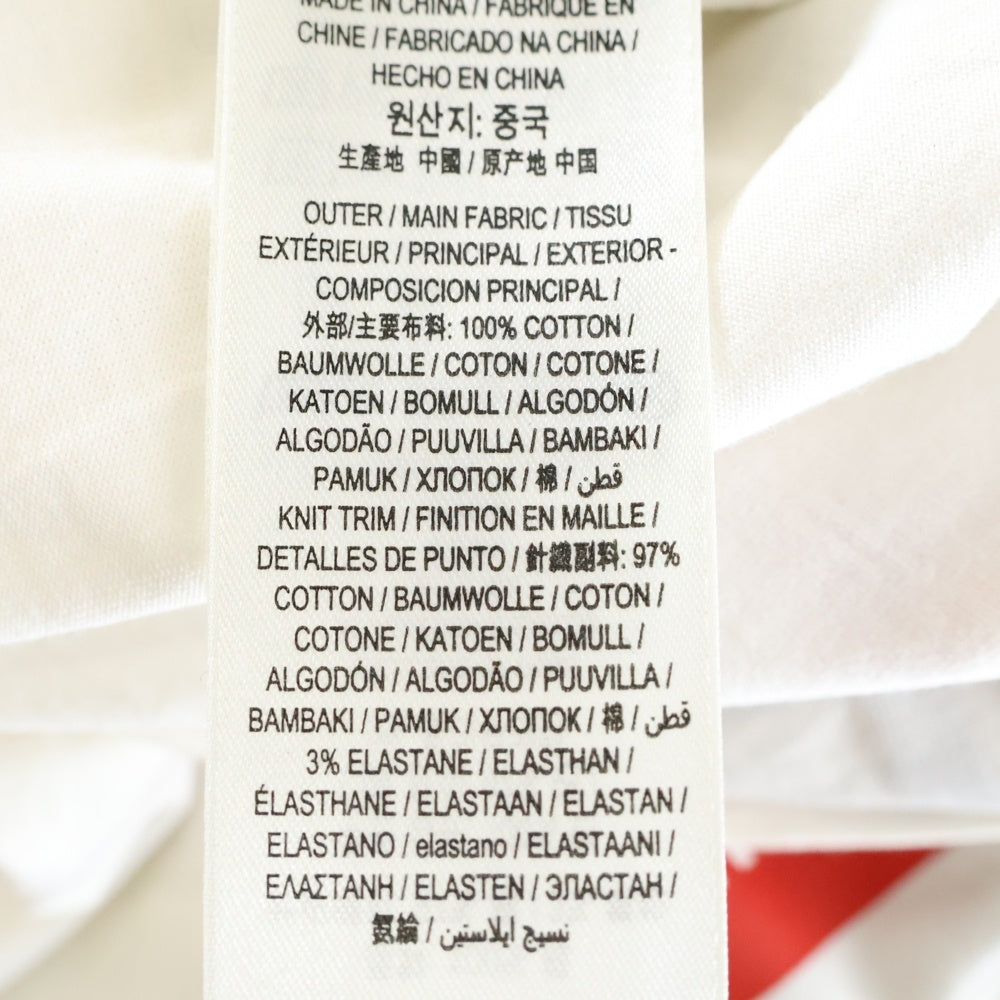 MADE IN CHINA / FABRIQUÉ EN
CHINE / FABRICADO NA CHINA /
HECHO EN CHINA
원산지: 중국
生產地 中國 / 原产地 中国
OUTER / MAIN FABRIC / TISSU
EXTÉRIEUR / PRINCIPAL / EXTERIOR -
COMPOSICION PRINCIPAL /
外部/主要布料: 100% COTTON /
BAUMWOLLE / COTON / COTONE /
KATOEN / BOMULL / ALGODÓN /
ALGODÃO / PUUVILLA / BAMBAKI /
PAMUK / ХЛОПОК / 棉 / قطن
KNIT TRIM / FINITION EN MAILLE /
DETALLES DE PUNTO / 針織副料: 97%
COTTON / BAUMWOLLE / COTON /
COTONE / KATOEN / BOMULL /
ALGODÓN / ALGODÃO / PUUVILLA /
BAMBAKI / PAMUK / ХЛОПОК / 棉 / قطن
3% ELASTANE / ELASTHAN /
ÉLASTHANE / ELASTAAN / ELASTAN /
ELASTANO / elastano / ELASTAANI /
ΕΛΑΣΤΑΝΗ / ELASTEN / ЭЛАСТАН /
氨綸 / نسيج ايلاستين